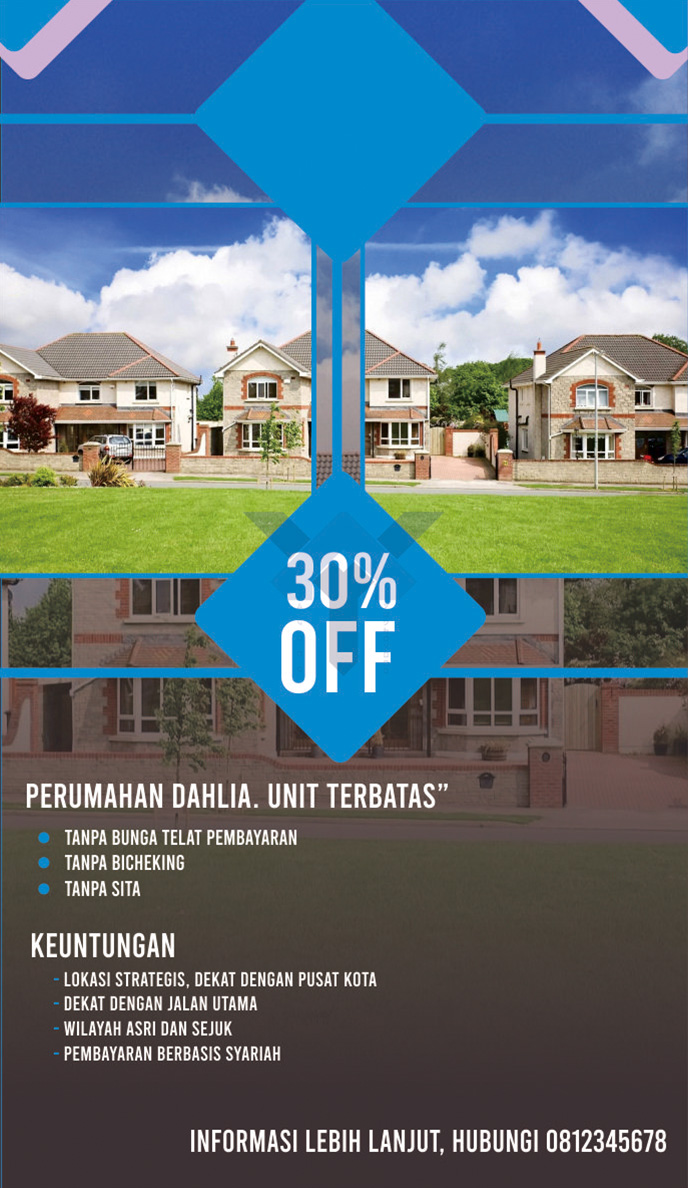 30%
OFF
PERUMAHAN DAHLIA. UNIT TERBATAS”
TANPA BUNGA TELAT PEMBAYARAN
TANPA BICHEKING
TANPA SITA
KEUNTUNGAN
- LOKASI STRATEGIS, DEKAT DENGAN PUSAT KOTA
- DEKAT DENGAN JALAN UTAMA
- WILAYAH ASRI DAN SEJUK
- PEMBAYARAN BERBASIS SYARIAH
INFORMASI LEBIH LANJUT, HUBUNGI 0812345678